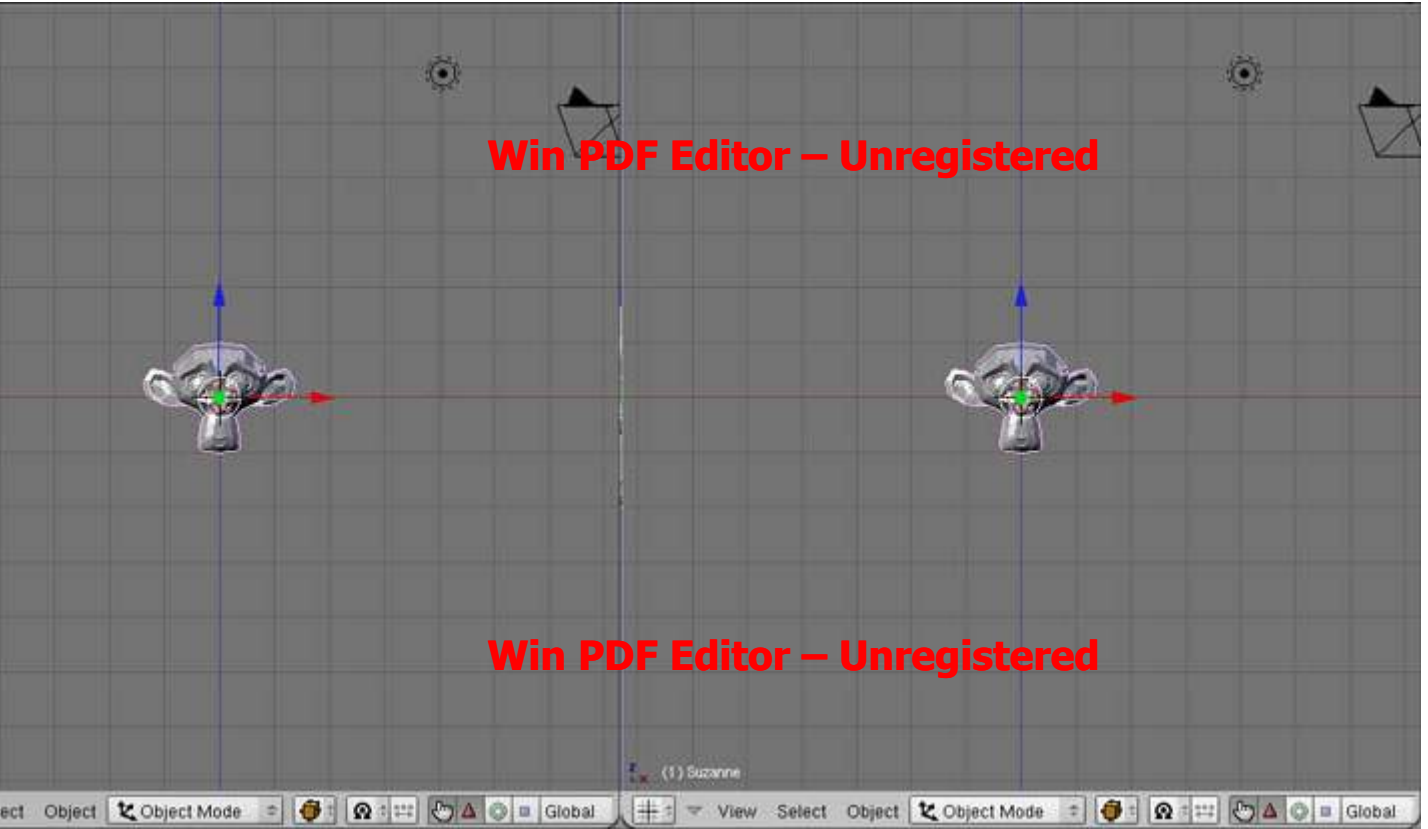 Win PDF Editor – Unregistered
Win PDF Editor – Unregistered
(1) Suzanne
ect Object Object Mode Global View Select Object Object Mode Global